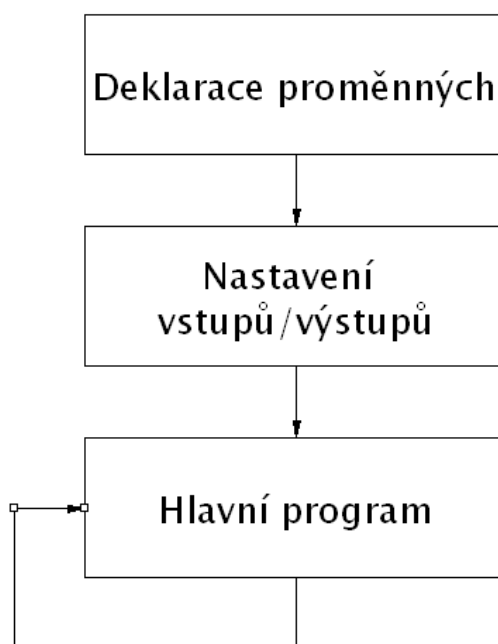 Deklarace proměnných
Nastavení
vstupů/výstupů
Hlavní program